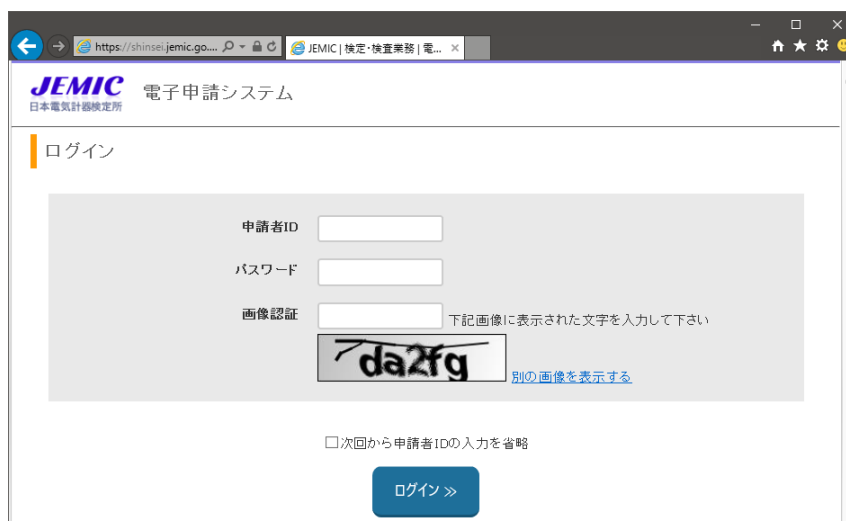 https://shinsei.jemic.go....
JEMIC | 検定・検査業務 | 電...
JEMIC
日本電気計器検定所
電子申請システム
ログイン
申請者ID
パスワード
画像認証 下記画像に表示された文字を入力して下さい
da2fg
別の画像を表示する
次回から申請者IDの入力を省略
ログイン ≫